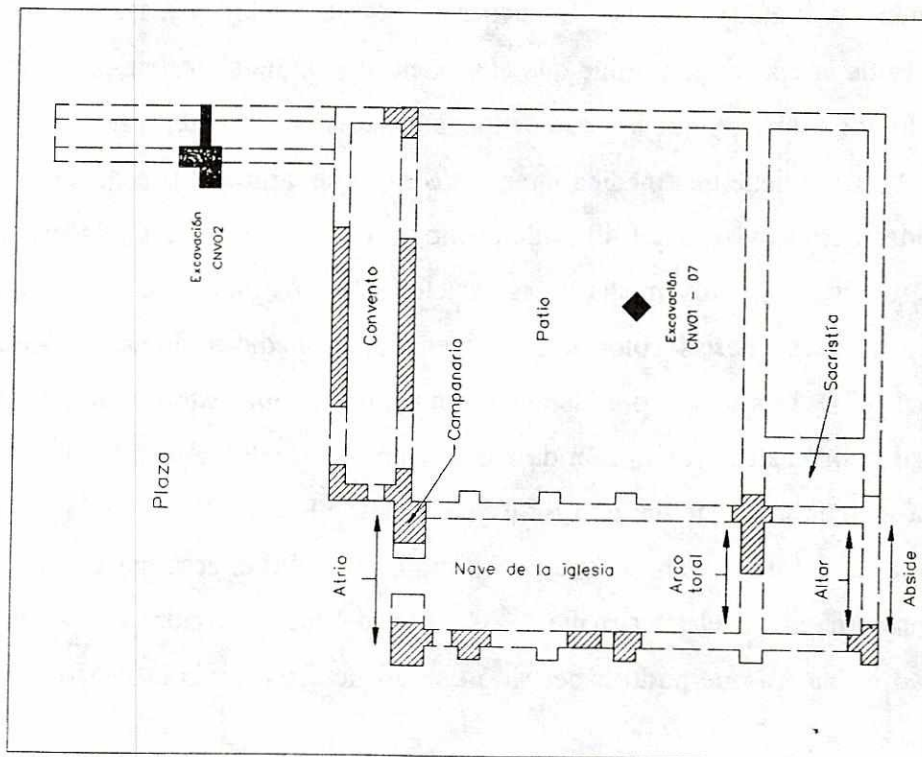 Excavación
CNV02
Plaza
Convento
Campanario
Patio
Excavación
CNV01 - 07
Sacristía
Atrio
Nave de la iglesia
Arco
toral
Altar
Abside